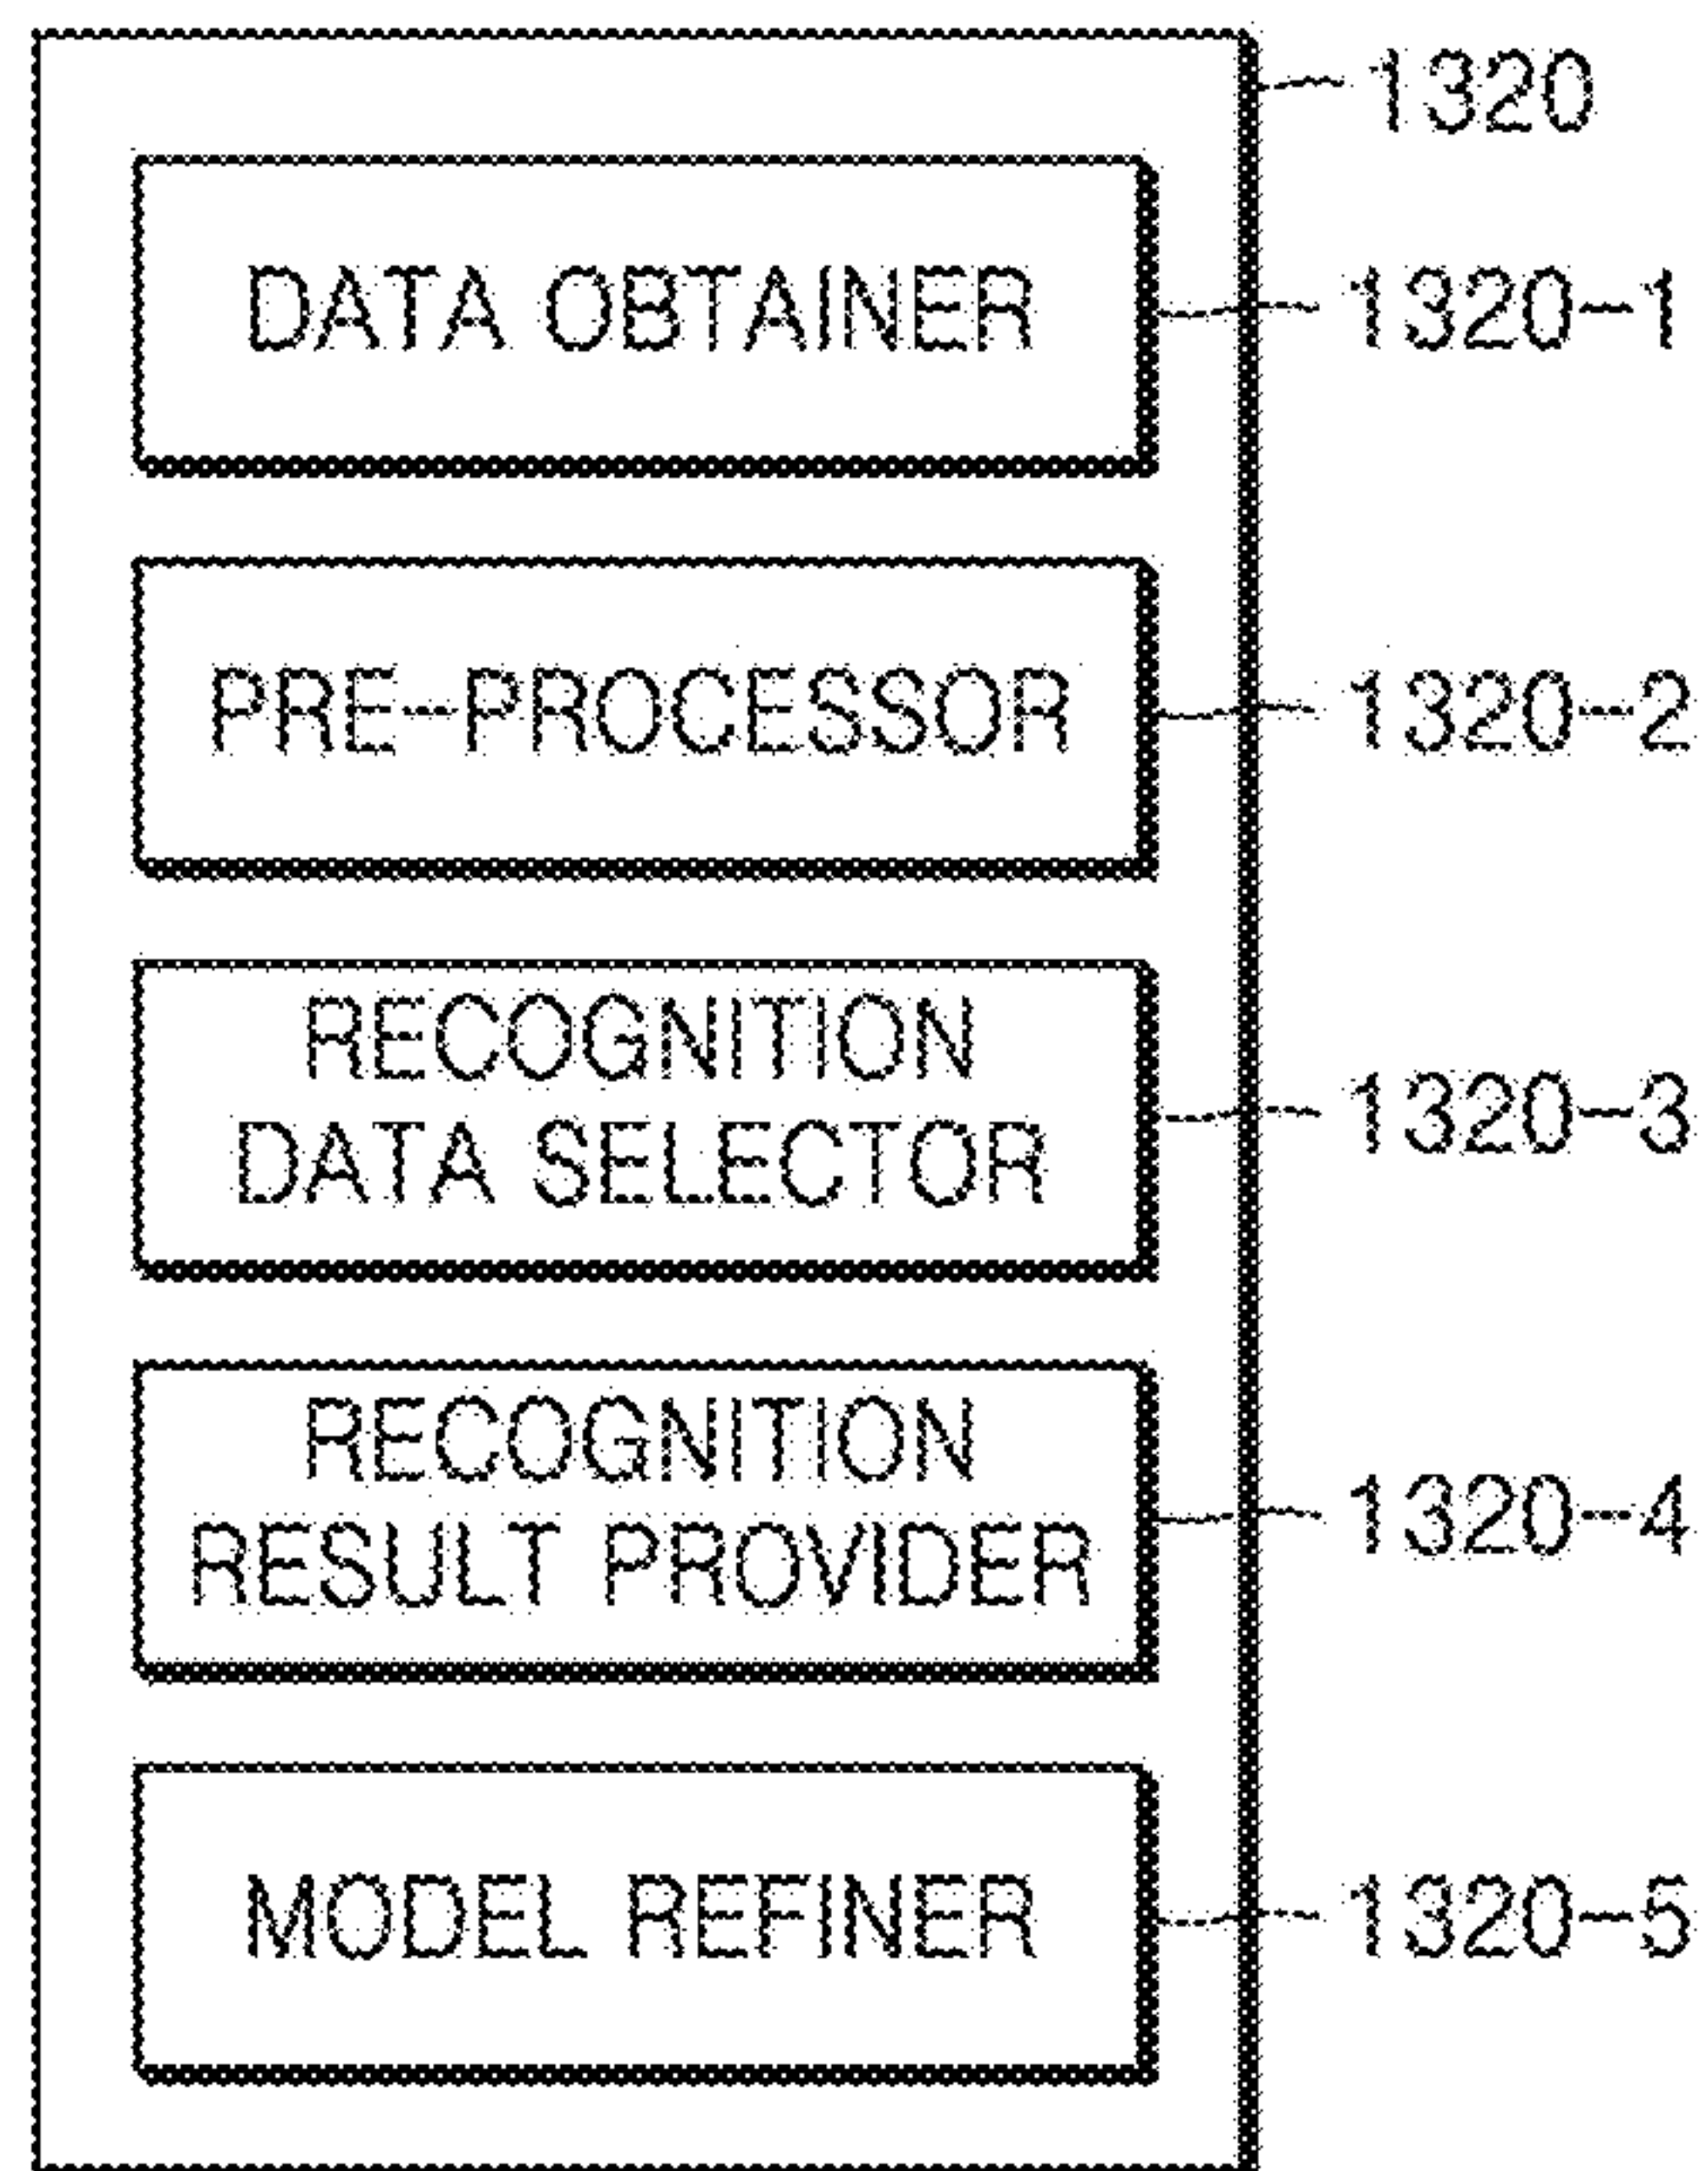 1320
DATA OBTAINER
1320-1
PRE-PROCESSOR
1320-2
RECOGNITION
DATA SELECTOR
1320-3
RECOGNITION
RESULT PROVIDER
1320-4
MODEL REFINER
1320-5